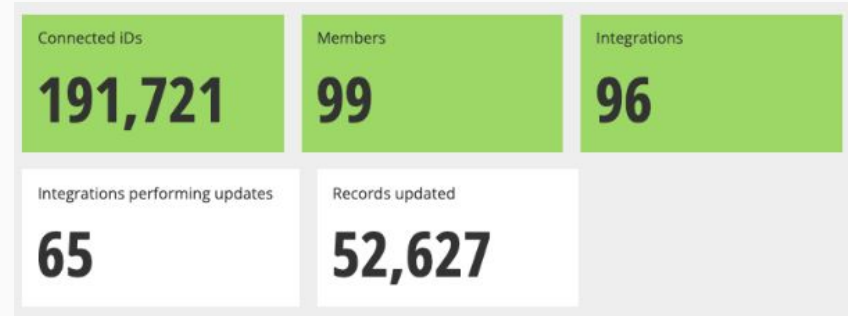 Connected iDs
191,721
Members
99
Integrations
96
Integrations performing updates
65
Records updated
52,627